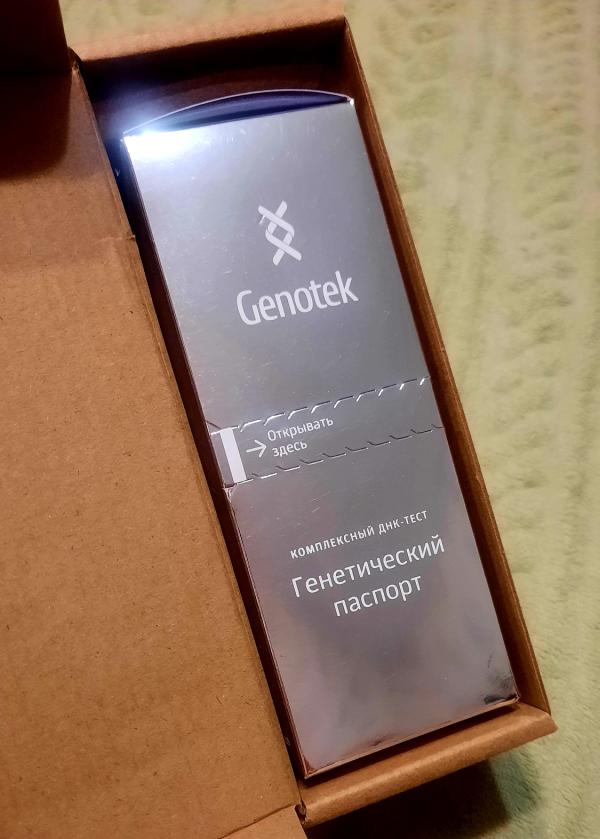 Genotek
Открывать
здесь
КОМПЛЕКСНЫЙ ДНК-ТЕСТ
Генетический
паспорт